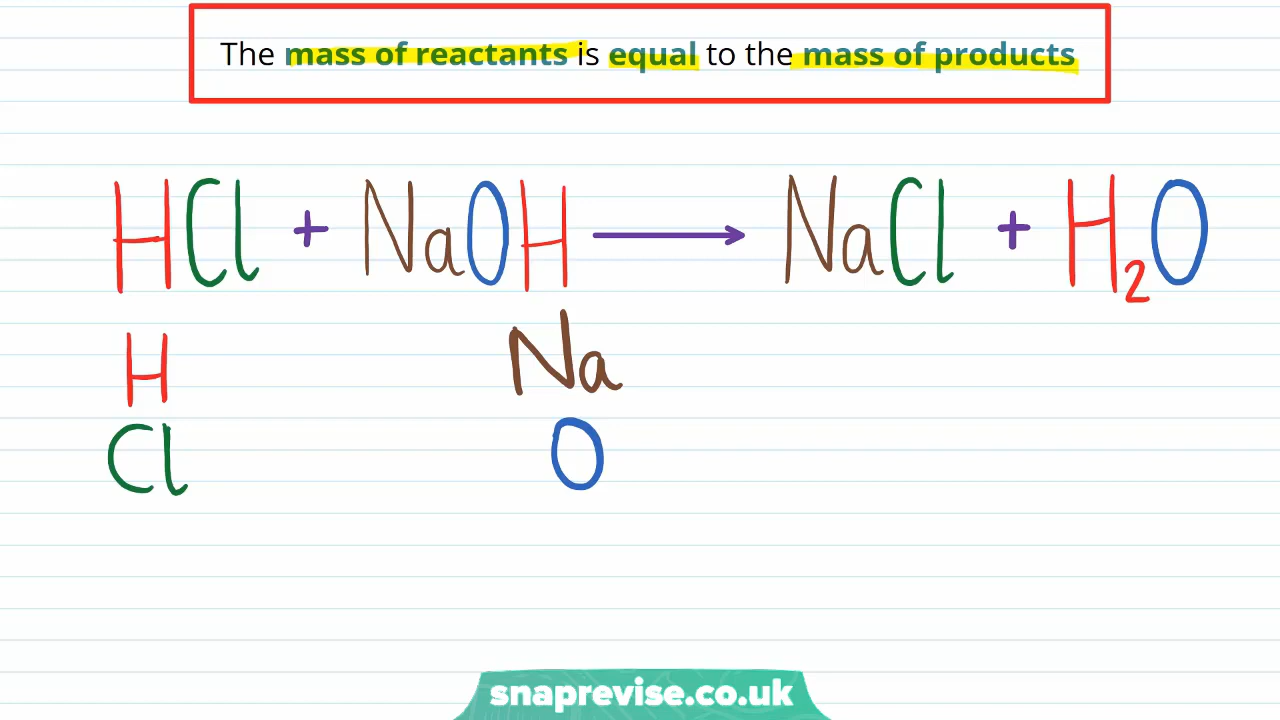 The mass of reactants is equal to the mass of products
HCl + NaOH → NaCl + H₂O
H Na
Cl O
snaprevise.co.uk